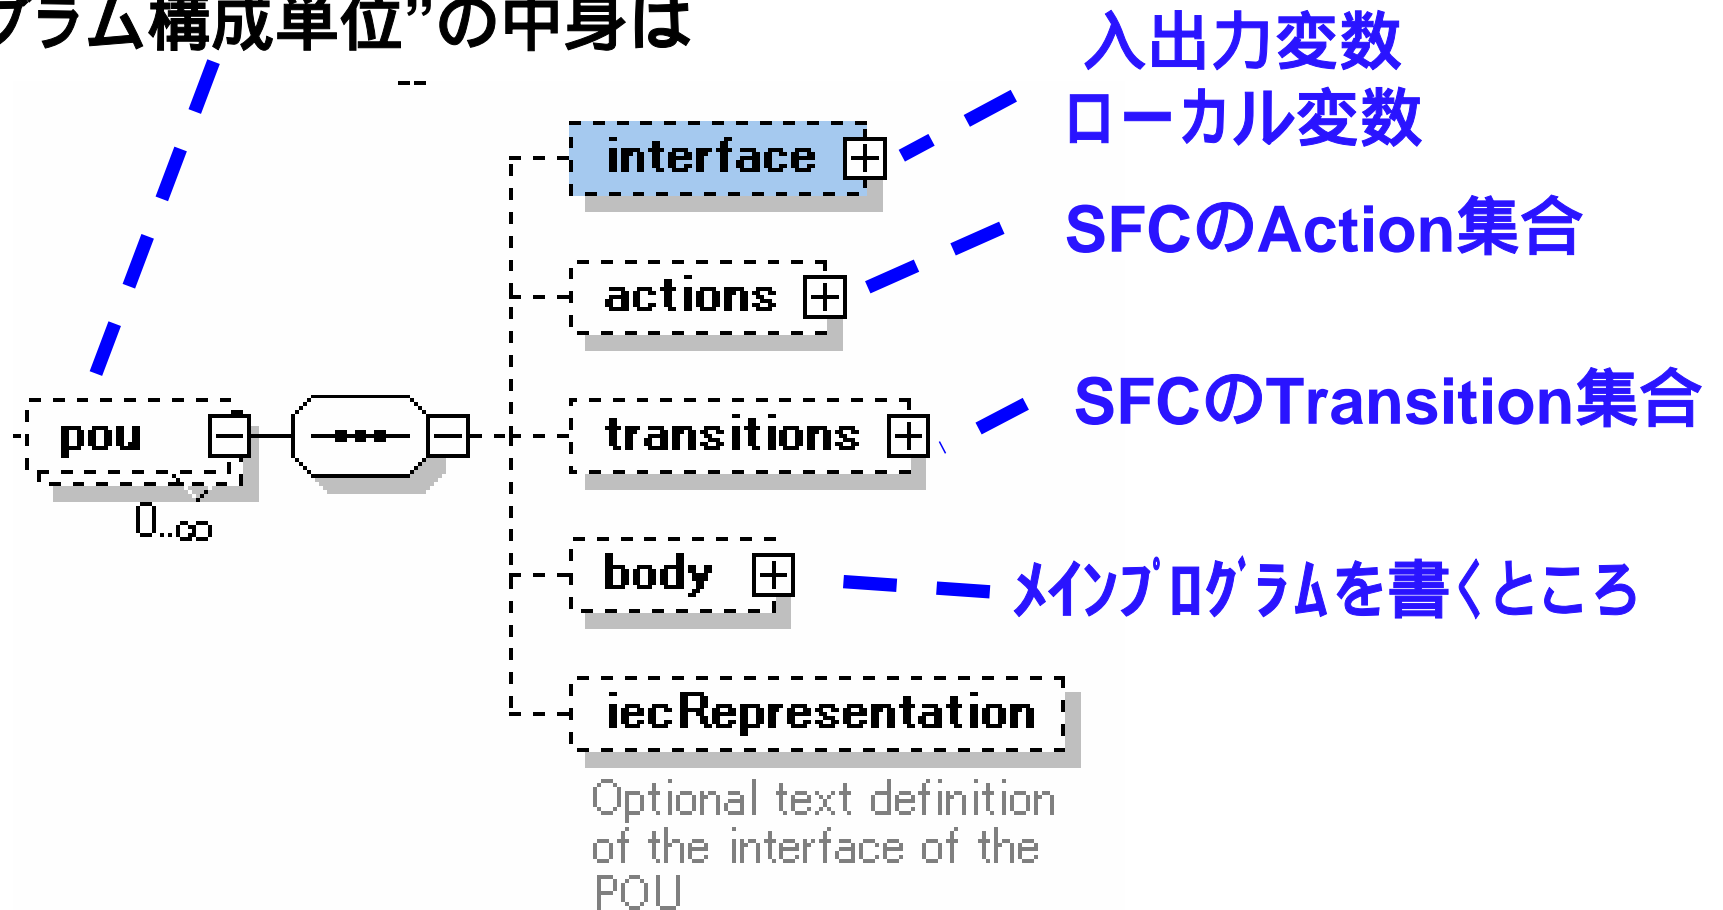 グラム構成単位”の中身は
--
入出力変数
ローカル変数
interface
SFCのAction集合
actions
SFCのTransition集合
pou
transitions
0..∞
body
ﾒｲﾝﾌﾟﾛｸﾞﾗﾑを書くところ
iecRepresentation
Optional text definition
of the interface of the
POU